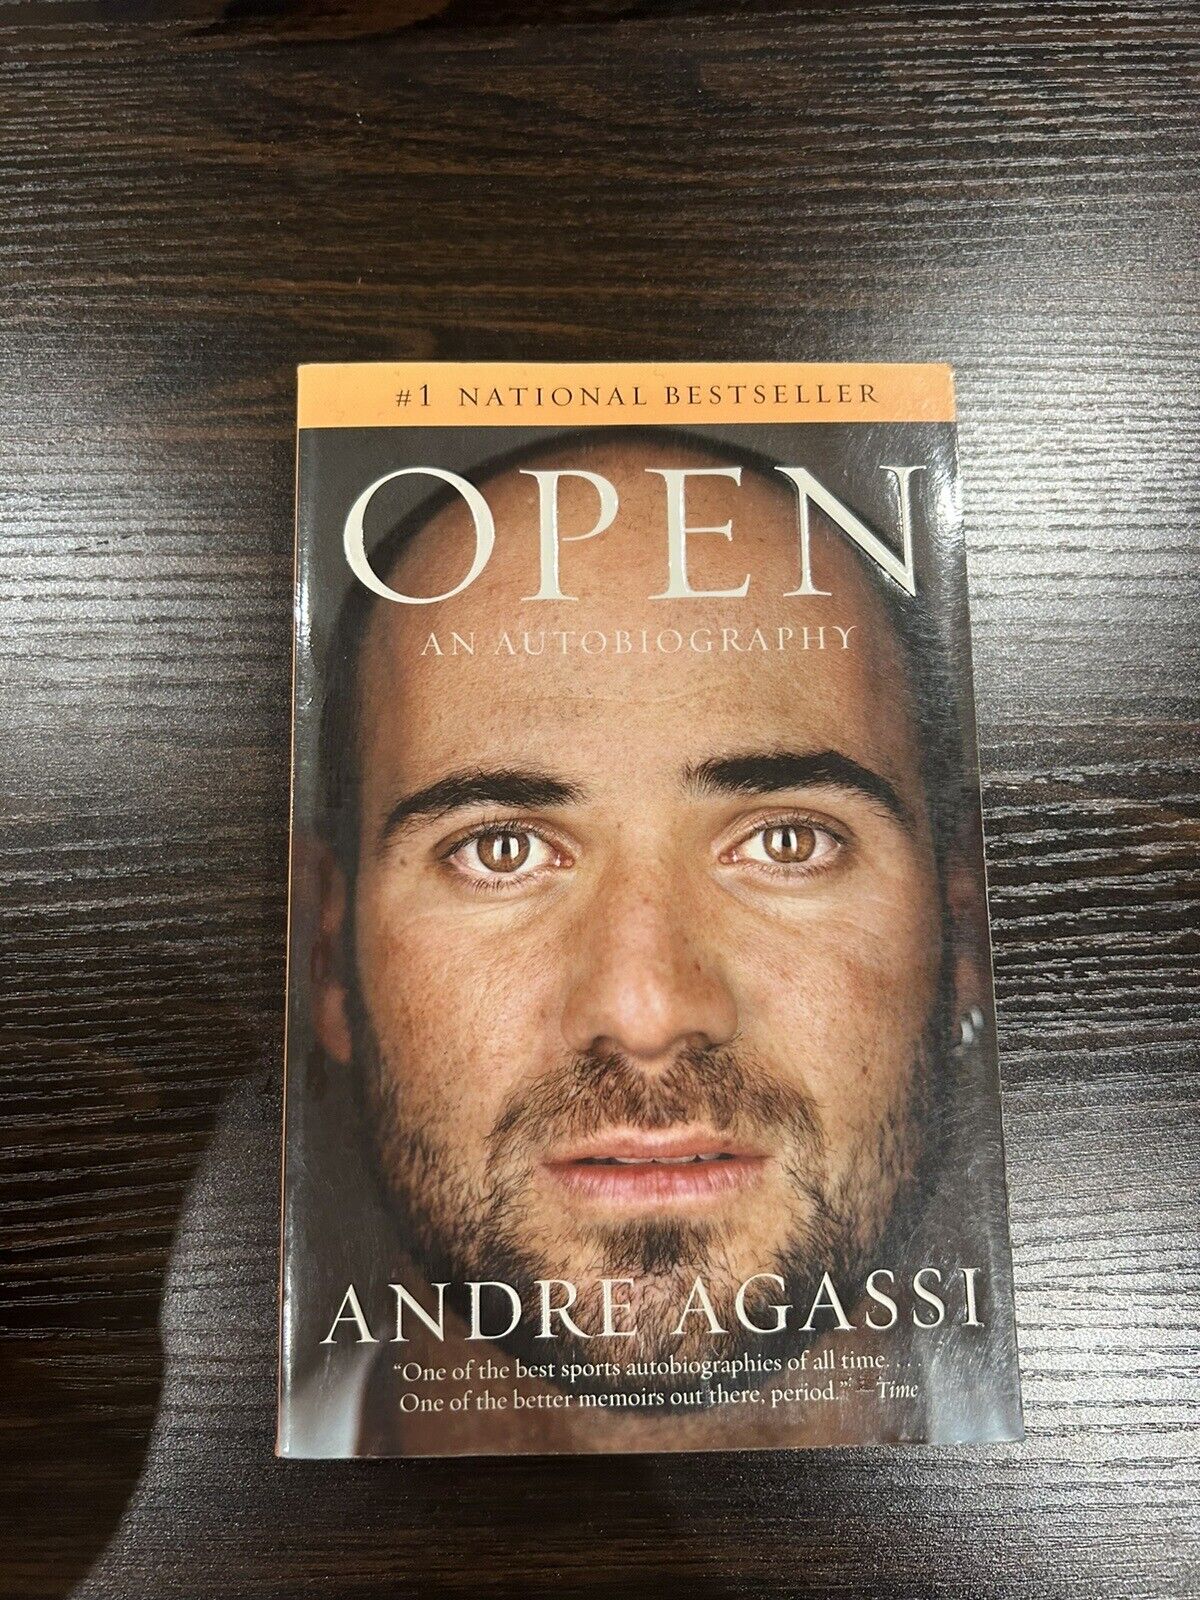 #1 NATIONAL BESTSELLER
OPEN
AN AUTOBIOGRAPHY
ANDRE AGASSI
“One of the best sports autobiographies of all time. . . .
One of the better memoirs out there, period.” —Time